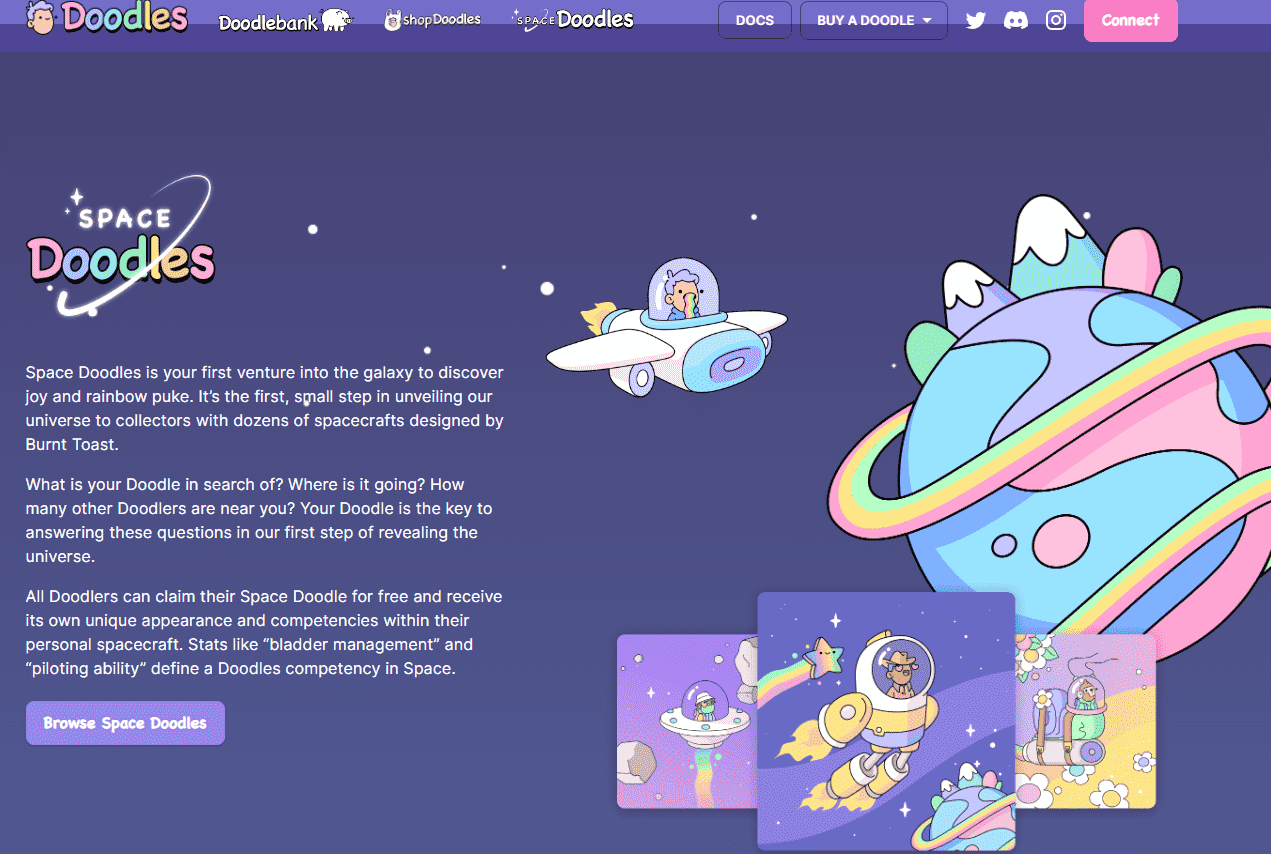 Doodles
Doodlebank
shopDoodles
SPACE Doodles
DOCS
BUY A DOODLE
Connect
SPACE
Doodles
Space Doodles is your first venture into the galaxy to discover
joy and rainbow puke. It’s the first, small step in unveiling our
universe to collectors with dozens of spacecrafts designed by
Burnt Toast.
What is your Doodle in search of? Where is it going? How
many other Doodlers are near you? Your Doodle is the key to
answering these questions in our first step of revealing the
universe.
All Doodlers can claim their Space Doodle for free and receive
its own unique appearance and competencies within their
personal spacecraft. Stats like “bladder management” and
“piloting ability” define a Doodles competency in Space.
Browse Space Doodles